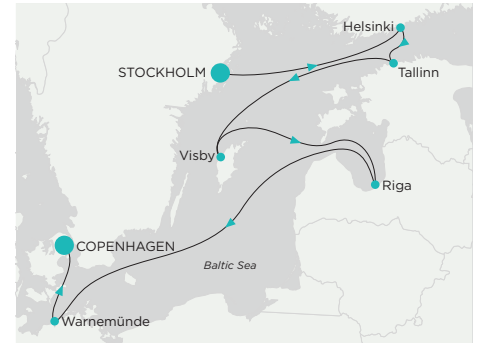 Helsinki
STOCKHOLM
Tallinn
Visby
Riga
COPENHAGEN
Baltic Sea
Warnemünde